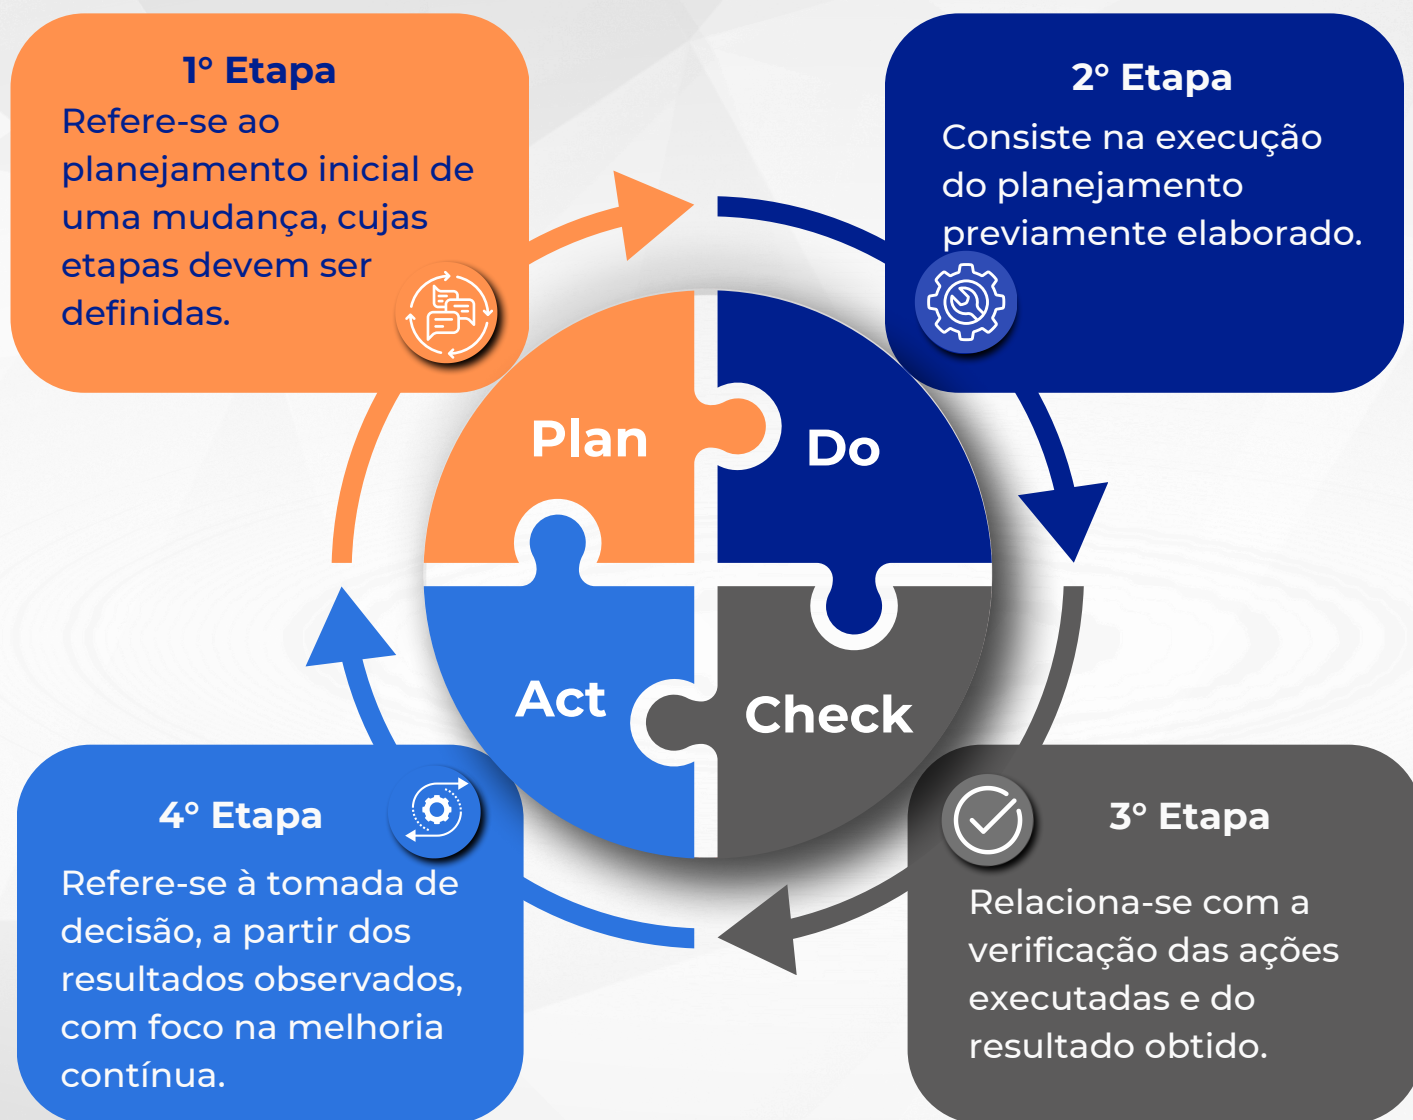 1° Etapa
Refere-se ao
planejamento inicial de
uma mudança, cujas
etapas devem ser
definidas.
2° Etapa
Consiste na execução
do planejamento
previamente elaborado.
Plan
Do
Act
Check
4° Etapa
Refere-se à tomada de
decisão, a partir dos
resultados observados,
com foco na melhoria
contínua.
3° Etapa
Relaciona-se com a
verificação das ações
executadas e do
resultado obtido.